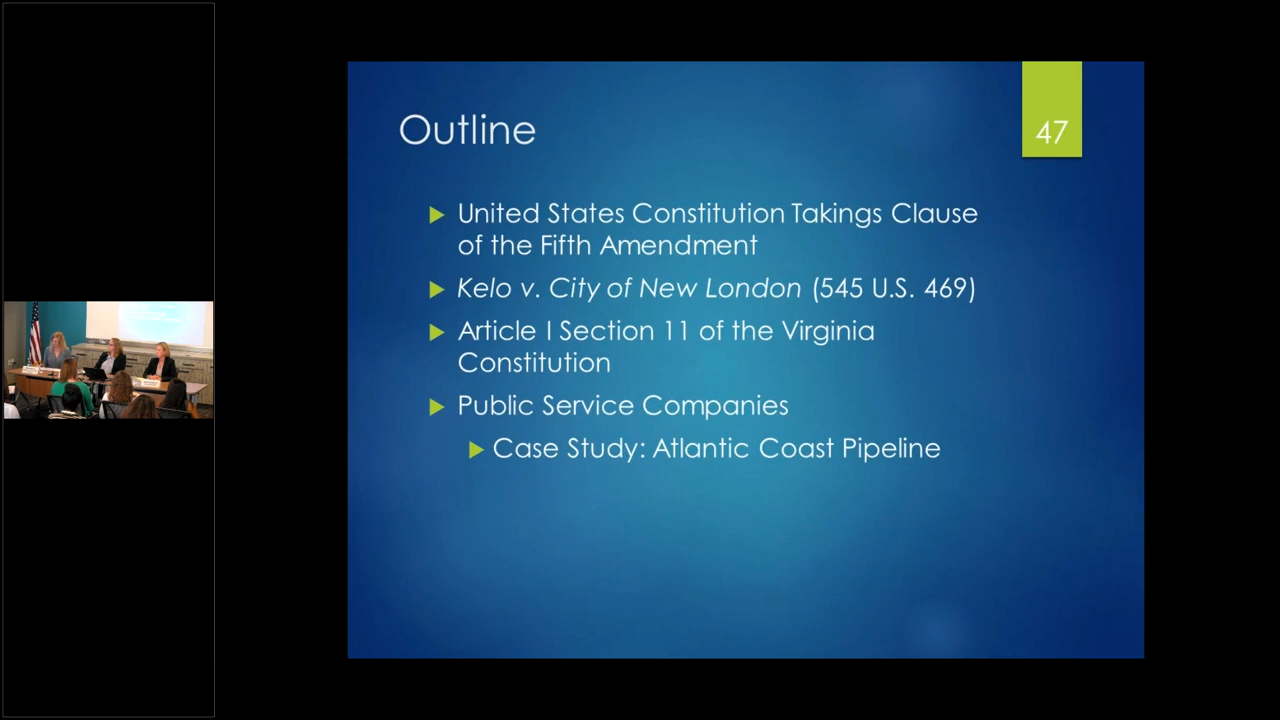 47
Outline
United States Constitution Takings Clause
of the Fifth Amendment
Kelo v. City of New London (545 U.S. 469)
Article I Section 11 of the Virginia
Constitution
Public Service Companies
Case Study: Atlantic Coast Pipeline